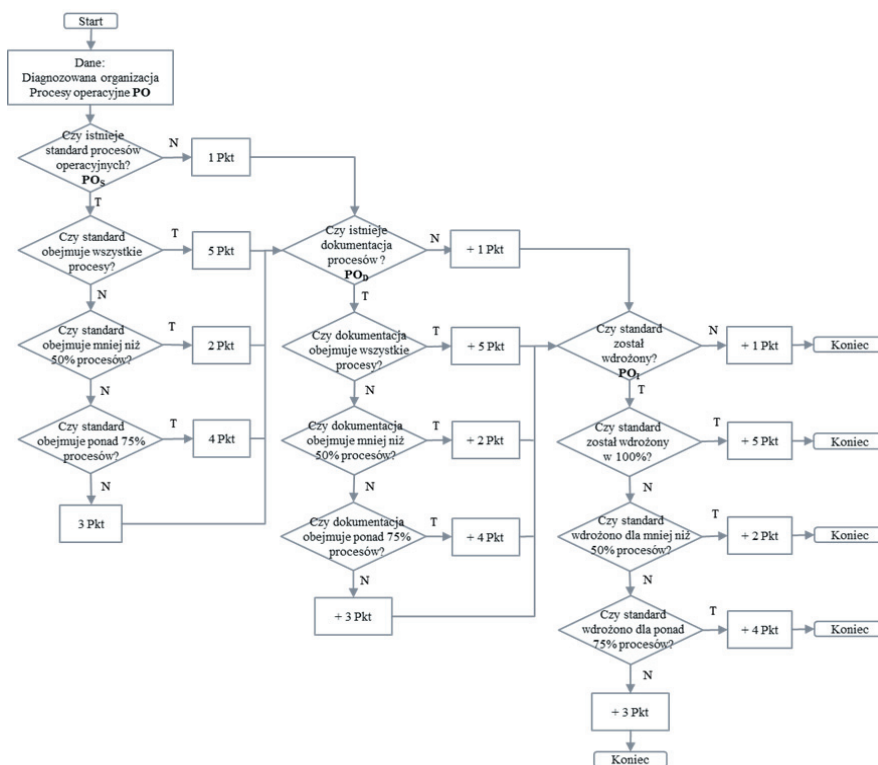 Start
Dane:
Diagnozowana organizacja
Procesy operacyjne PO
Czy istnieje
standard procesów
operacyjnych?
POS
N
1 Pkt
T
Czy standard
obejmuje wszystkie
procesy?
T
5 Pkt
N
Czy standard
obejmuje mniej niż
50% procesów?
T
2 Pkt
N
Czy standard
obejmuje ponad 75%
procesów?
T
4 Pkt
N
3 Pkt
Czy istnieje
dokumentacja
procesów ?
POD
N
+ 1 Pkt
T
Czy dokumentacja
obejmuje wszystkie
procesy?
T
+ 5 Pkt
N
Czy dokumentacja
obejmuje mniej niż
50% procesów?
T
+ 2 Pkt
N
Czy dokumentacja
obejmuje ponad 75%
procesów?
T
+ 4 Pkt
N
+ 3 Pkt
Czy standard
został
wdrożony?
POI
N
+ 1 Pkt
Koniec
T
Czy standard
został wdrożony
w 100%?
T
+ 5 Pkt
Koniec
N
Czy standard
wdrożono dla mniej niż
50% procesów?
T
+ 2 Pkt
Koniec
N
Czy standard
wdrożono dla ponad
75% procesów?
T
+ 4 Pkt
Koniec
N
+ 3 Pkt
Koniec